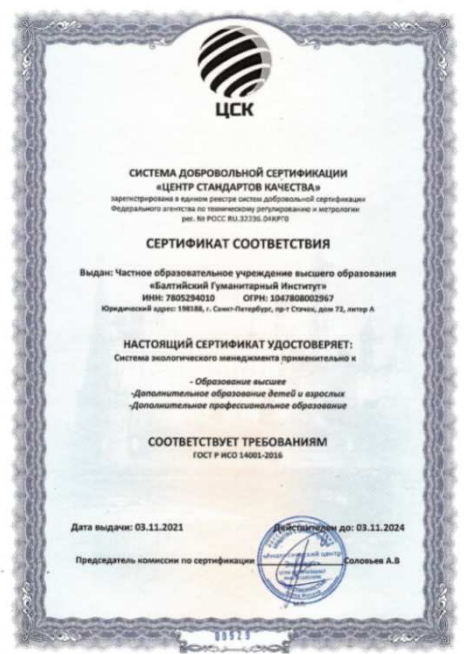 ЦСК
СИСТЕМА ДОБРОВОЛЬНОЙ СЕРТИФИКАЦИИ
«ЦЕНТР СТАНДАРТОВ КАЧЕСТВА»
зарегистрирована в едином реестре систем добровольной сертификации
Федерального агентства по техническому регулированию и метрологии
рег. № РОСС RU.32336.04КРГ0
СЕРТИФИКАТ СООТВЕТСТВИЯ
Выдан: Частное образовательное учреждение высшего образования
«Балтийский Гуманитарный Институт»
ИНН: 7805294010 ОГРН: 1047808002967
Юридический адрес: 198188, г. Санкт-Петербург, пр-т Стачек, дом 72, литер А
НАСТОЯЩИЙ СЕРТИФИКАТ УДОСТОВЕРЯЕТ:
Система экологического менеджмента применительно к
- Образование высшее
-Дополнительное образование детей и взрослых
-Дополнительное профессиональное образование
СООТВЕТСТВУЕТ ТРЕБОВАНИЯМ
ГОСТ Р ИСО 14001-2016
Дата выдачи: 03.11.2021 Действителен до: 03.11.2024
Председатель комиссии по сертификации Соловьев А.В
00529